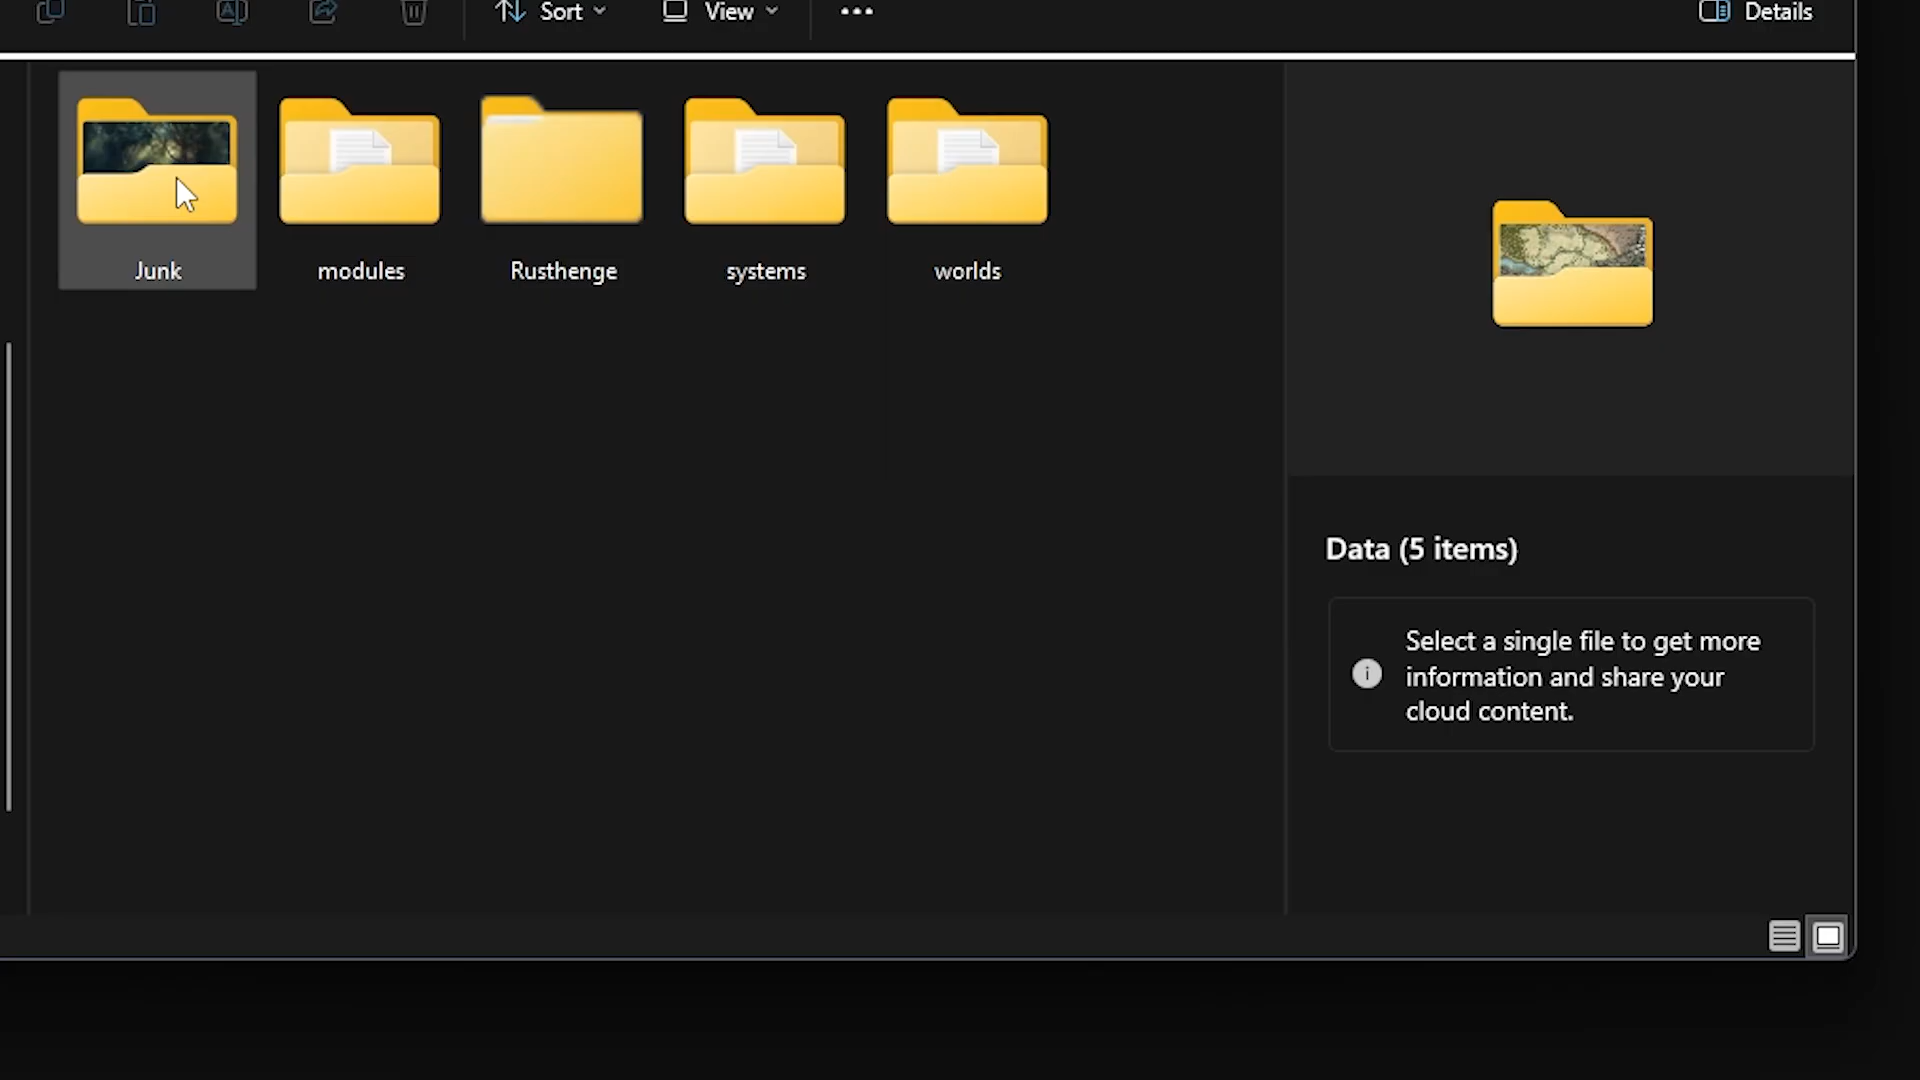 Sort
View
Details
Junk
modules
Rusthenge
systems
worlds
Data (5 items)
Select a single file to get more
information and share your
cloud content.